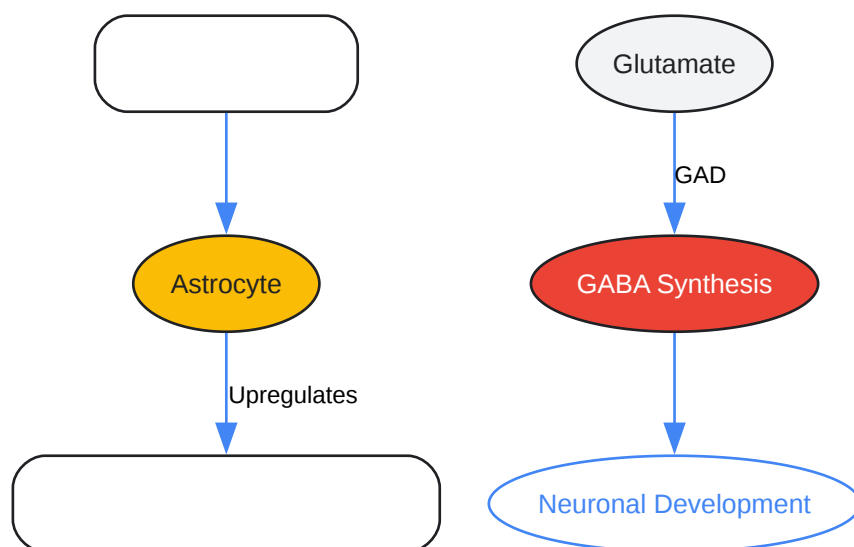 Glutamate
GAD
Astrocyte
GABA Synthesis
Upregulates
Neuronal Development